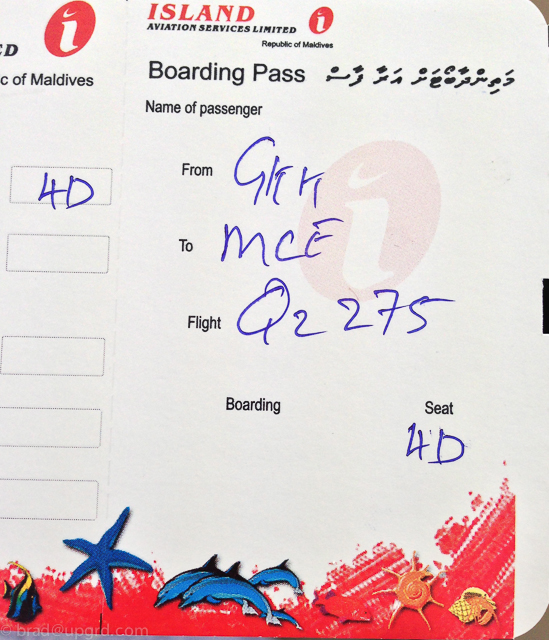 ED
c of Maldives
4D
ISLAND
AVIATION SERVICES LIMITED
Republic of Maldives
Boarding Pass މަތިންދާބޯޓަށް އަރާ ފާސް
Name of passenger
From GKK
To MCE
Flight Q2 275
Boarding
Seat
4D
brad@upgrd.com